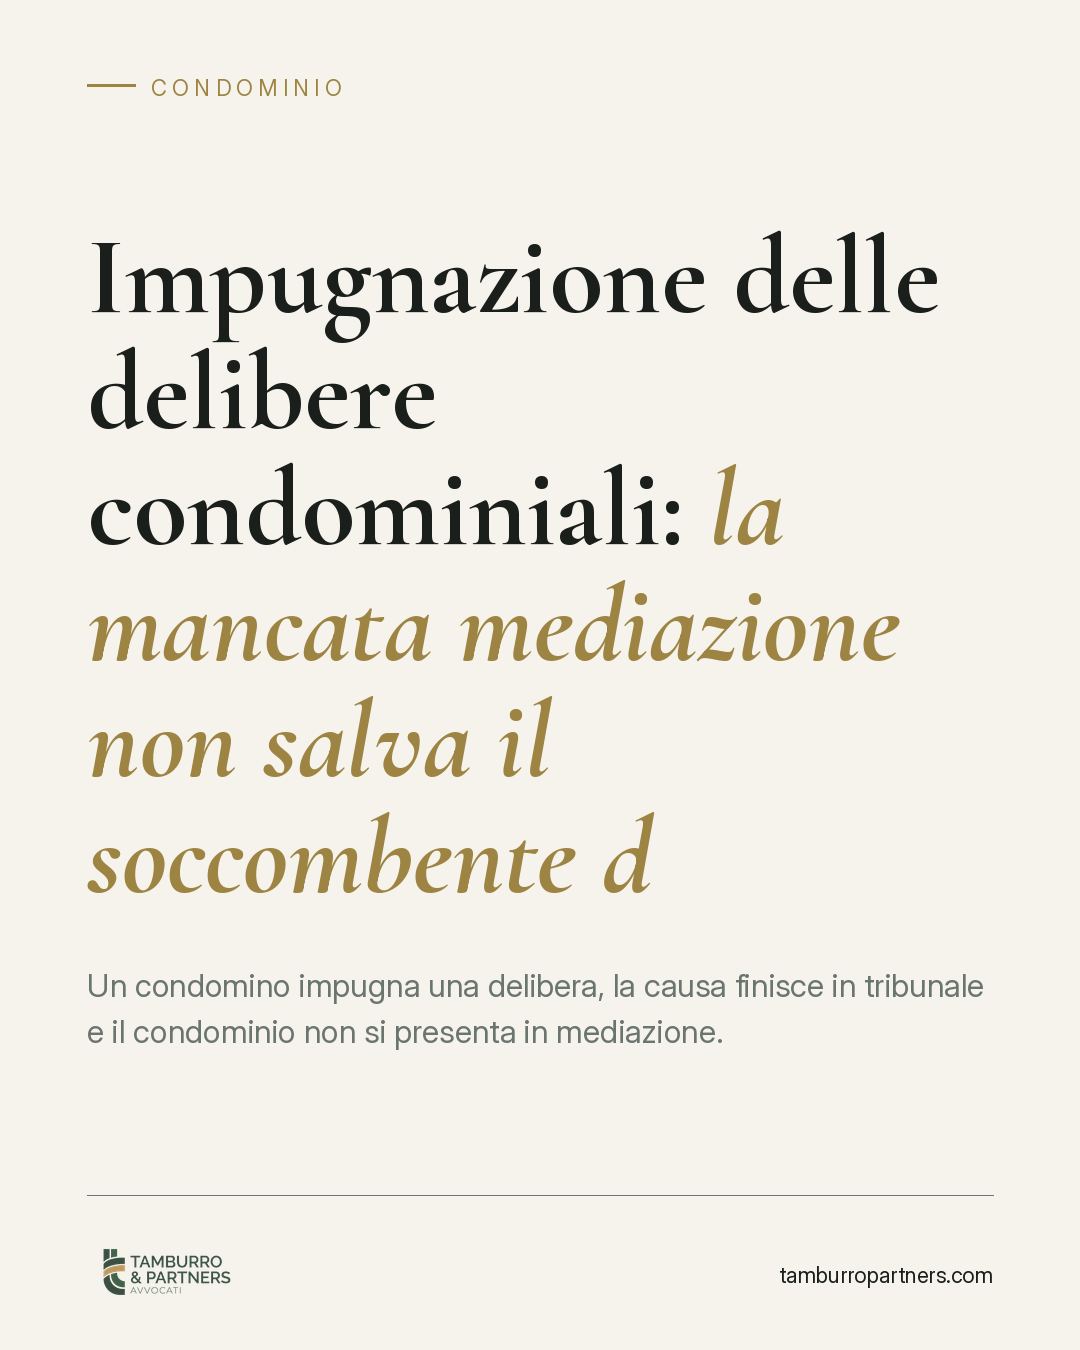 CONDOMINIO
Impugnazione delle
delibere
condominiali: la
mancata mediazione
non salva il
soccombente d
Un condomino impugna una delibera, la causa finisce in tribunale
e il condominio non si presenta in mediazione.
TAMBURRO
& PARTNERS
AVVOCATI
tamburropartners.com